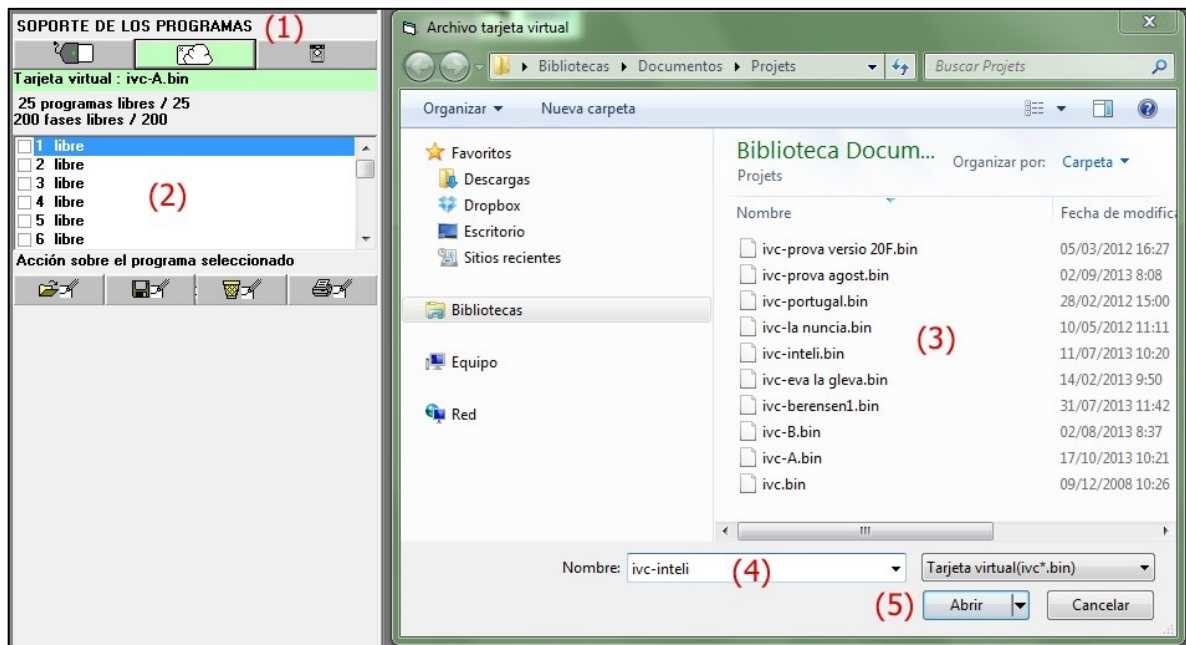 SOPORTE DE LOS PROGRAMAS (1)
Tarjeta virtual : ivc-A.bin
25 programas libres / 25
200 fases libres / 200
1 libre
2 libre
3 libre
4 libre
5 libre
6 libre
(2)
Acción sobre el programa seleccionado
Archivo tarjeta virtual
Bibliotecas Documentos Projets
Buscar Projets
Organizar Nueva carpeta
Favoritos
Descargas
Dropbox
Escritorio
Sitios recientes
Bibliotecas
Equipo
Red
Biblioteca Docum...
Projets
Organizar por: Carpeta
Nombre Fecha de modific
ivc-prova versio 20F.bin 05/03/2012 16:27
ivc-prova agost.bin 02/09/2013 8:08
ivc-portugal.bin 28/02/2012 15:00
ivc-la nuncia.bin 10/05/2012 11:11
(3)
ivc-inteli.bin 11/07/2013 10:20
ivc-eva la gleva.bin 14/02/2013 9:50
ivc-berensen1.bin 31/07/2013 11:42
ivc-B.bin 02/08/2013 8:37
ivc-A.bin 17/10/2013 10:21
ivc.bin 09/12/2008 10:26
Nombre: ivc-inteli (4) Tarjeta virtual(ivc*.bin)
(5) Abrir Cancelar